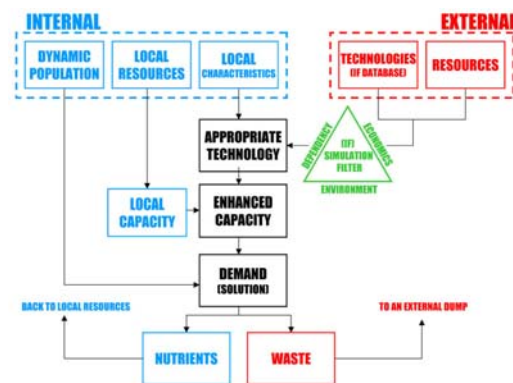 INTERNAL
EXTERNAL
DYNAMIC
POPULATION
LOCAL
RESOURCES
LOCAL
CHARACTERISTICS
TECHNOLOGIES
(IF DATABASE)
RESOURCES
APPROPRIATE
TECHNOLOGY
DEPENDENCY
ECONOMICS
(IF)
SIMULATION
FILTER
ENVIRONMENT
LOCAL
CAPACITY
ENHANCED
CAPACITY
DEMAND
(SOLUTION)
BACK TO LOCAL RESOURCES
TO AN EXTERNAL DUMP
NUTRIENTS
WASTE